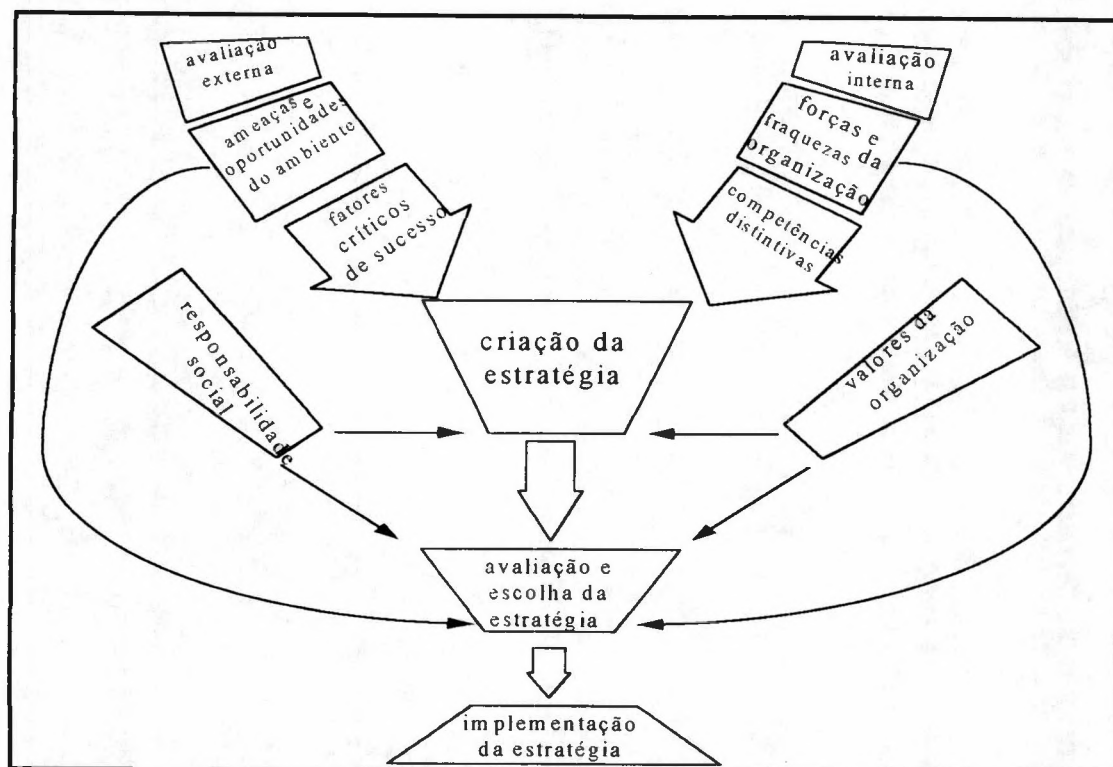 avaliação
externa
ameaças e
oportunidades
do ambiente
fatores
críticos
de sucesso
avaliação
interna
forças e
fraquezas da
organização
competências
distintivas
responsabilidade
social
criação da
estratégia
valores da
organização
avaliação e
escolha da
estratégia
implementação
da estratégia